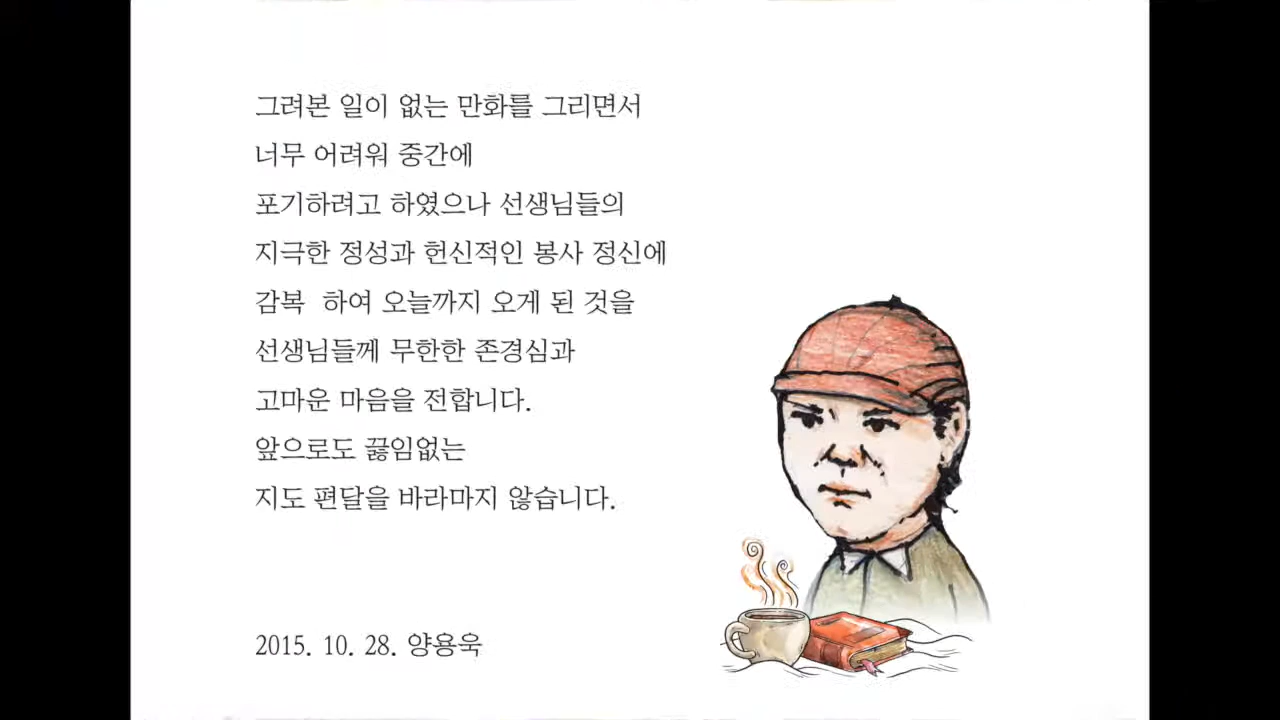 그려본 일이 없는 만화를 그리면서
너무 어려워 중간에
포기하려고 하였으나 선생님들의
지극한 정성과 헌신적인 봉사 정신에
감복  하여 오늘까지 오게 된 것을
선생님들께 무한한 존경심과
고마운 마음을 전합니다.
앞으로도 끓임없는
지도 편달을 바라마지 않습니다.
2015. 10. 28. 양용욱